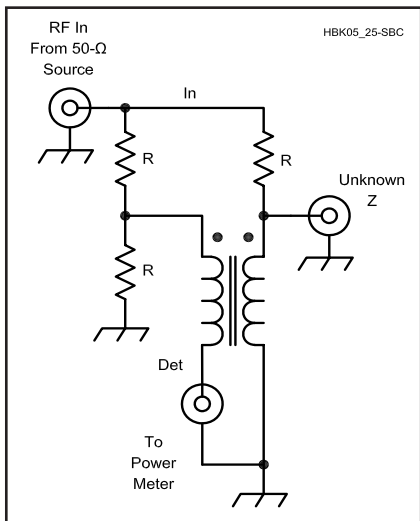 RF In
From 50-Ω
Source
HBK05_25-SBC
In
R
R
Unknown
Z
R
Det
To
Power
Meter